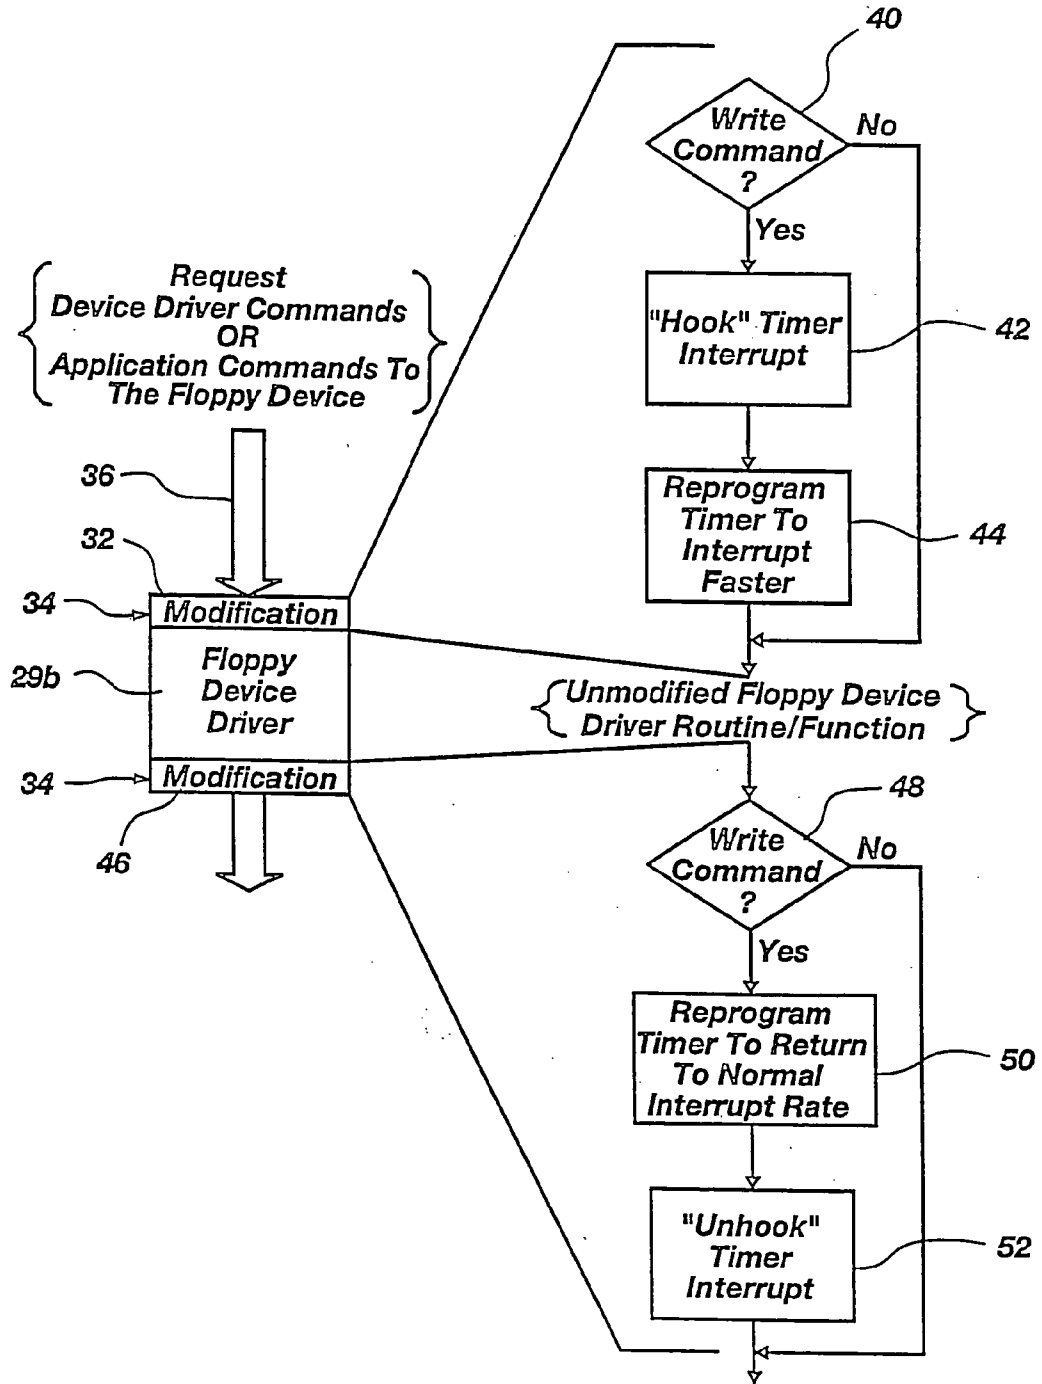 40
Write
Command
?
No
Yes
"Hook" Timer
Interrupt
42
Reprogram
Timer To
Interrupt
Faster
44
Request
Device Driver Commands
OR
Application Commands To
The Floppy Device
36
32
34
Modification
29b
Floppy
Device
Driver
34
Modification
46
Unmodified Floppy Device
Driver Routine/Function
48
Write
Command
?
No
Yes
Reprogram
Timer To Return
To Normal
Interrupt Rate
50
"Unhook"
Timer
Interrupt
52